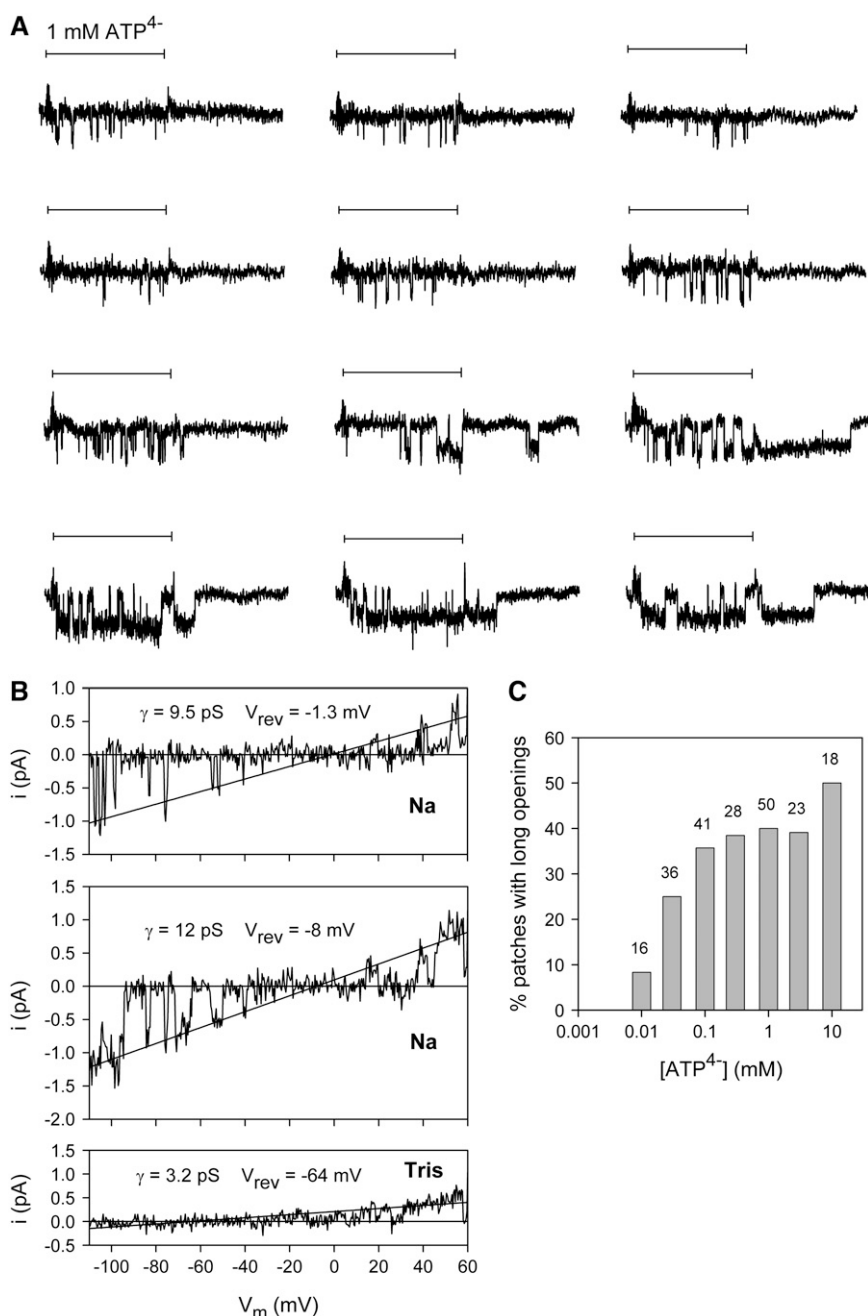 A
1 mM ATP4-
B
1.0
0.5
0.0
-0.5
-1.0
-1.5
i (pA)
γ = 9.5 pS Vrev = -1.3 mV
Na
1.5
1.0
0.5
0.0
-0.5
-1.0
-1.5
-2.0
i (pA)
γ = 12 pS Vrev = -8 mV
Na
1.5
1.0
0.5
0.0
-0.5
i (pA)
γ = 3.2 pS Vrev = -64 mV
Tris
-100 -80 -60 -40 -20 0 20 40 60
Vm (mV)
C
60
50
40
30
20
10
0
% patches with long openings
16 36 41 28 50 23 18
0.001 0.01 0.1 1 10
[ATP4-] (mM)